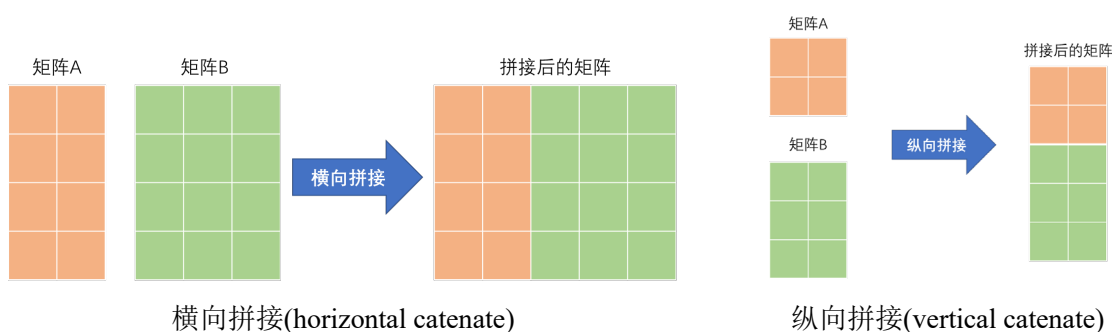 矩阵A
矩阵B
拼接后的矩阵
横向拼接
横向拼接(horizontal catenate)
矩阵A
矩阵B
纵向拼接
拼接后的矩阵
纵向拼接(vertical catenate)